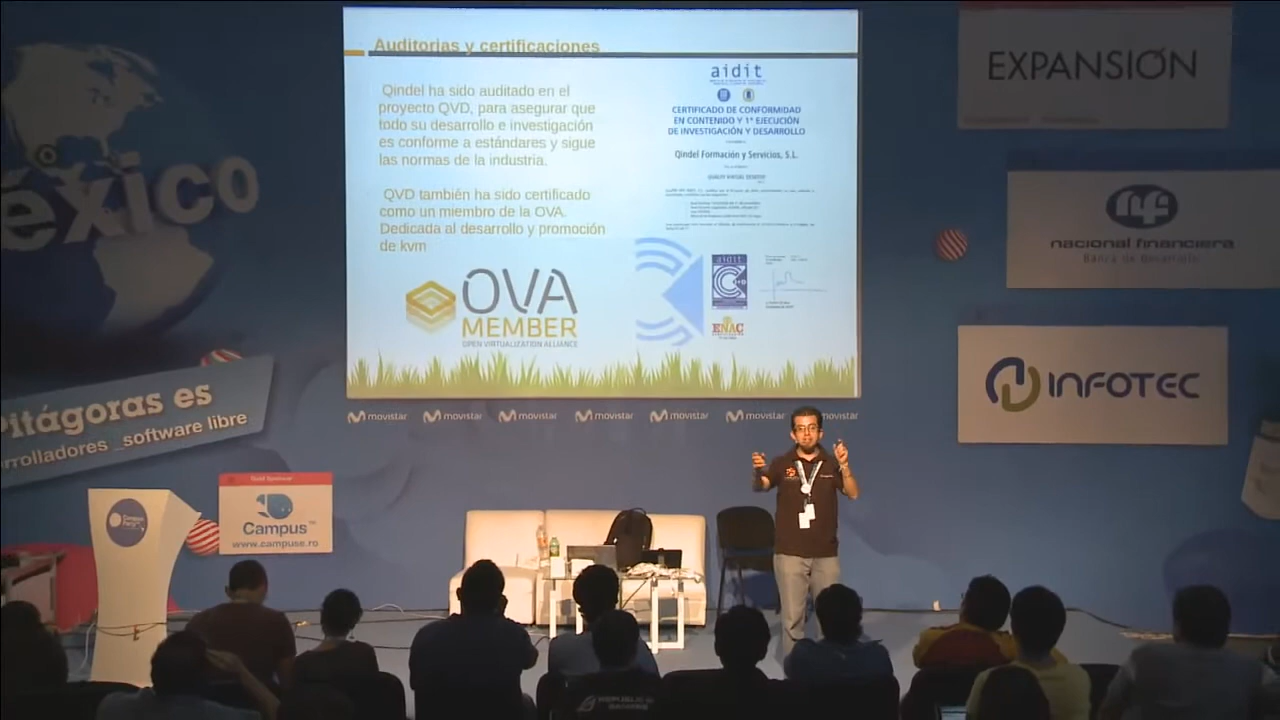 Auditorias y certificaciones
Qindel ha sido auditado en el
proyecto QVD, para asegurar que
todo su desarrollo e investigación
es conforme a estándares y sigue
las normas de la industria.
QVD también ha sido certificado
como un miembro de la OVA.
Dedicada al desarrollo y promoción
de kvm
OVA
MEMBER
OPEN VIRTUALIZATION ALLIANCE
aidit
CERTIFICADO DE CONFORMIDAD
EN CONTENIDO Y 1ª EJECUCIÓN
DE INVESTIGACIÓN Y DESARROLLO
Qindel Formación y Servicios, S.L.
aidit
ENAC
EXPANSIÓN
nf
nacional financiera
Banca de Desarrollo
INFOTEC
éxico
Pitágoras es
rrolladores _software libre
movistar
movistar
movistar
movistar
movistar
movistar
movistar
Campus
Party
Campus
www.campuse.ro